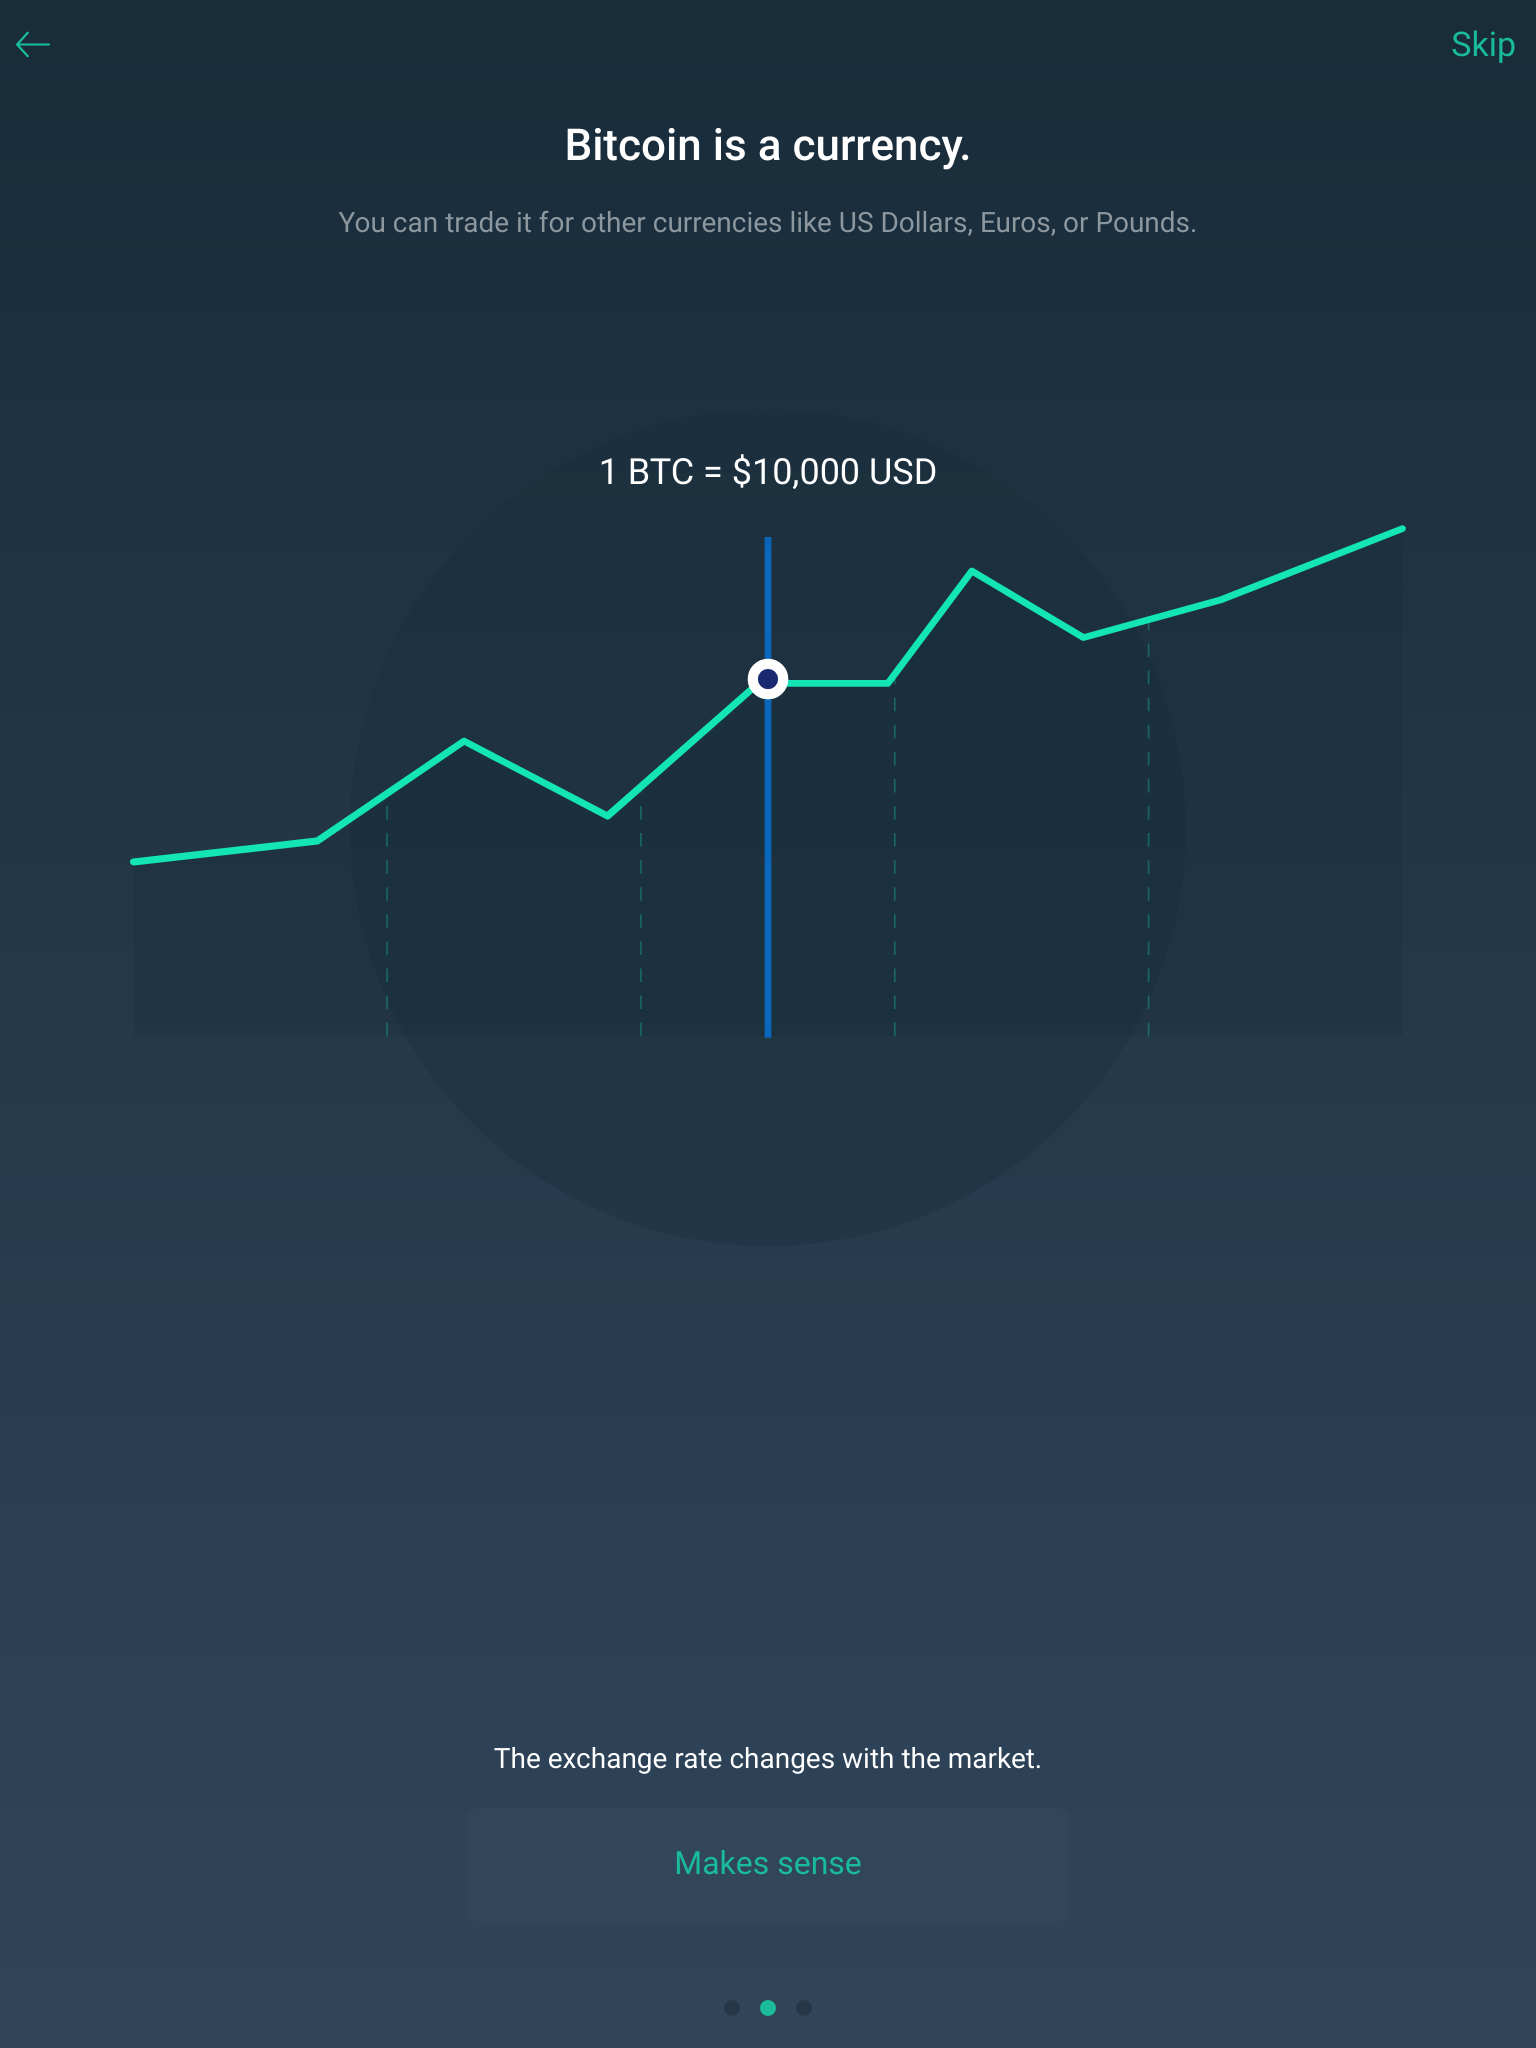 Skip
Bitcoin is a currency.
You can trade it for other currencies like US Dollars, Euros, or Pounds.
1 BTC = $10,000 USD
The exchange rate changes with the market.
Makes sense